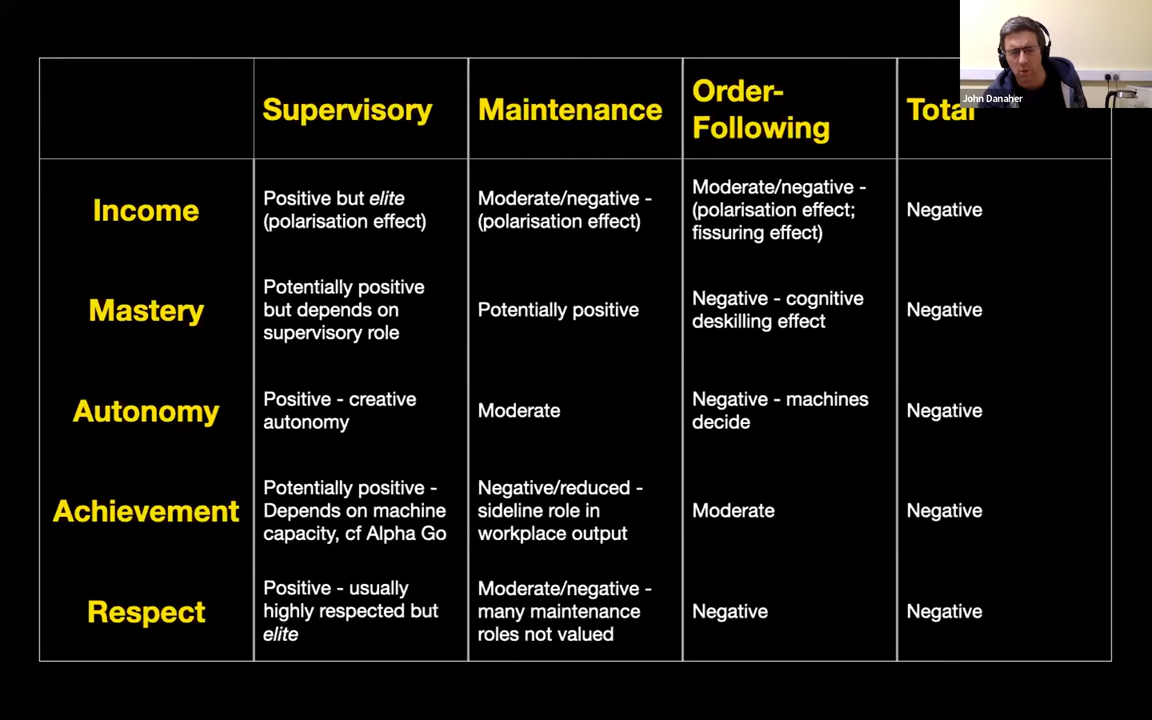 John Danaher
Supervisory
Maintenance
Order-
Following
Total
Income
Positive but elite
(polarisation effect)
Moderate/negative -
(polarisation effect)
Moderate/negative -
(polarisation effect;
fissuring effect)
Negative
Mastery
Potentially positive
but depends on
supervisory role
Potentially positive
Negative - cognitive
deskilling effect
Negative
Autonomy
Positive - creative
autonomy
Moderate
Negative - machines
decide
Negative
Achievement
Potentially positive -
Depends on machine
capacity, cf Alpha Go
Negative/reduced -
sideline role in
workplace output
Moderate
Negative
Respect
Positive - usually
highly respected but
elite
Moderate/negative -
many maintenance
roles not valued
Negative
Negative